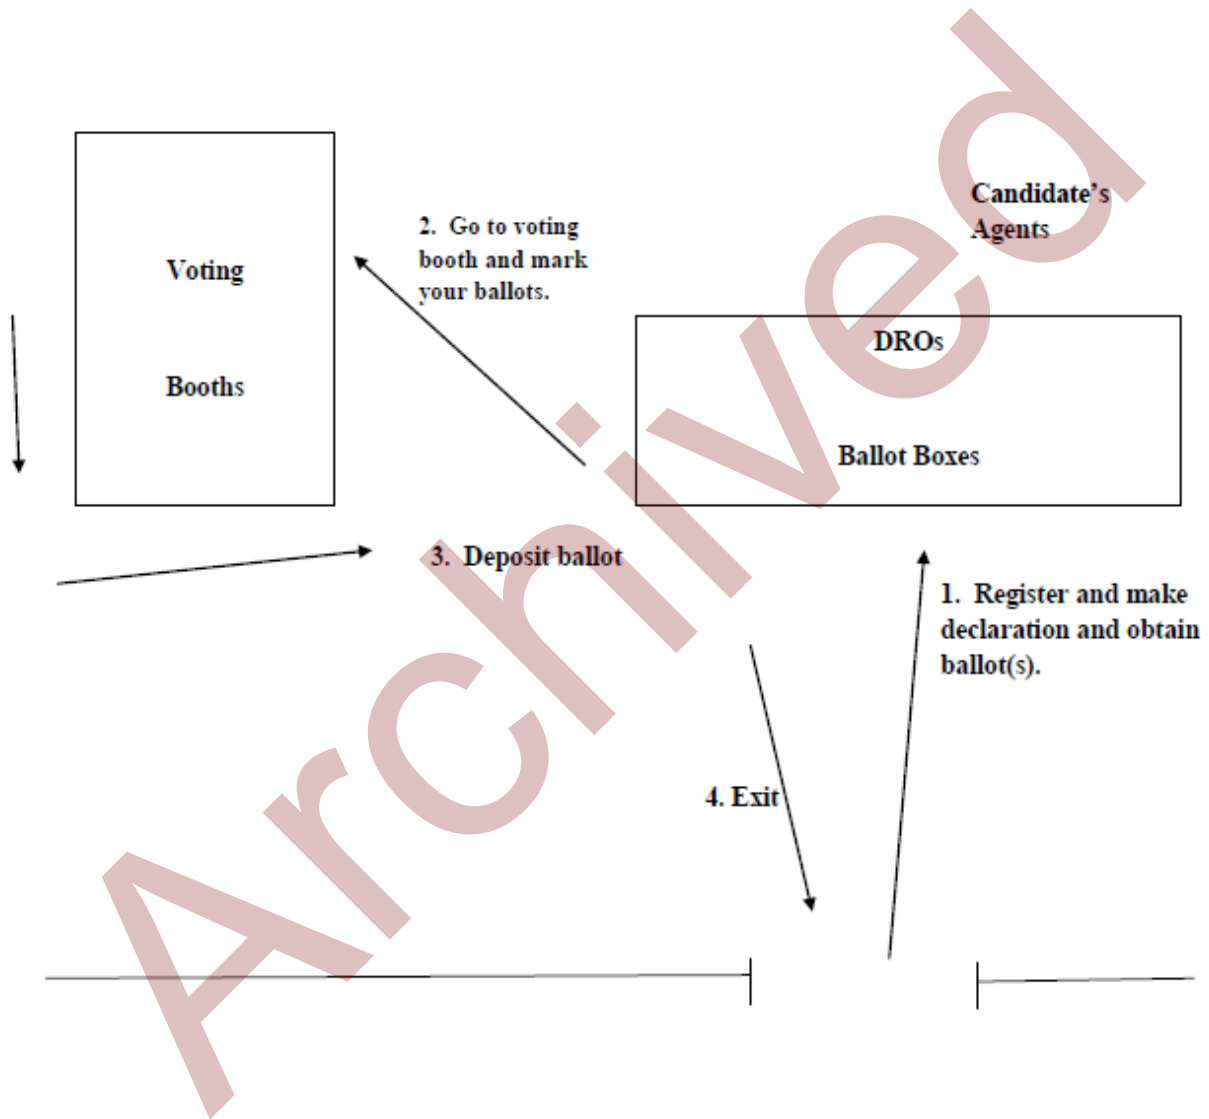 Candidate's
Agents
2. Go to voting
booth and mark
your ballots.
Voting
Booths
DROs
Ballot Boxes
3. Deposit ballot
1. Register and make
declaration and obtain
ballot(s).
4. Exit
Archived